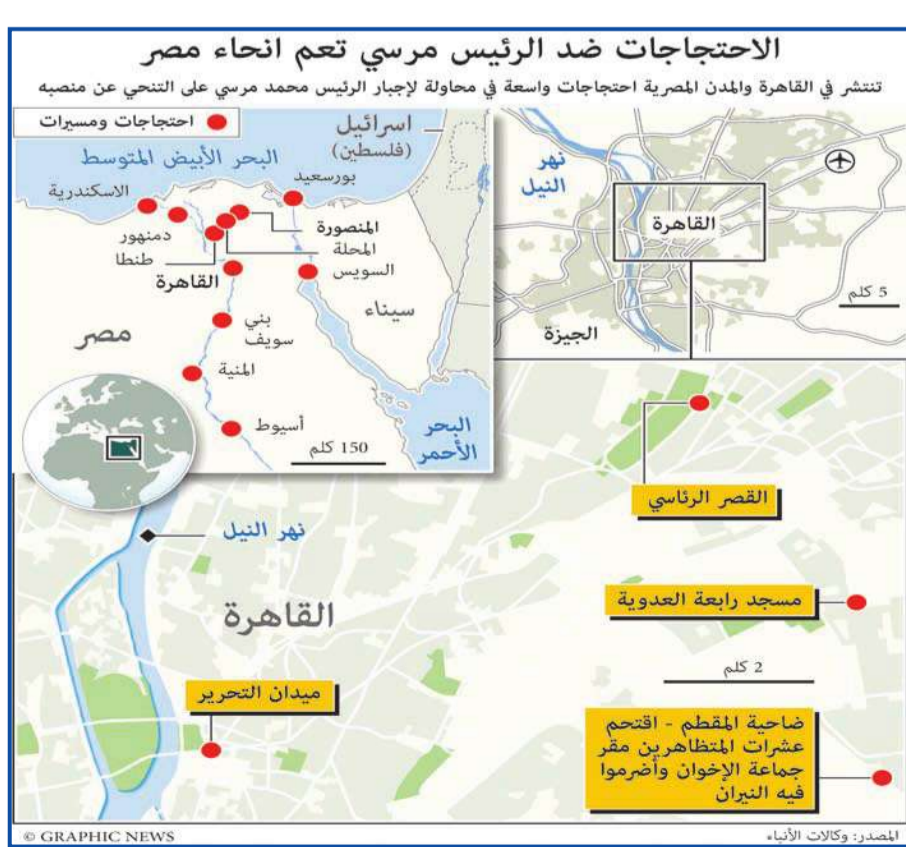 الاحتجاجات ضد الرئيس مرسي تعم انحاء مصر
تنتشر في القاهرة والمدن المصرية احتجاجات واسعة في محاولة لإجبار الرئيس محمد مرسي على التنحي عن منصبه
احتجاجات ومسيرات
اسرائيل
(فلسطين)
البحر الأبيض المتوسط
بورسعيد
الاسكندرية
المنصورة
دمنهور
المحلة
طنطا
السويس
القاهرة
سيناء
بني
سويف
مصر
المنية
أسيوط
البحر
الأحمر
150 كلم
نهر
النيل
القاهرة
5 كلم
الجيزة
القصر الرئاسي
نهر النيل
مسجد رابعة العدوية
القاهرة
2 كلم
ميدان التحرير
ضاحية المقطم - اقتحم
عشرات المتظاهرين مقر
جماعة الإخوان وأضرموا
فيه النيران
المصدر: وكالات الأنباء
© GRAPHIC NEWS